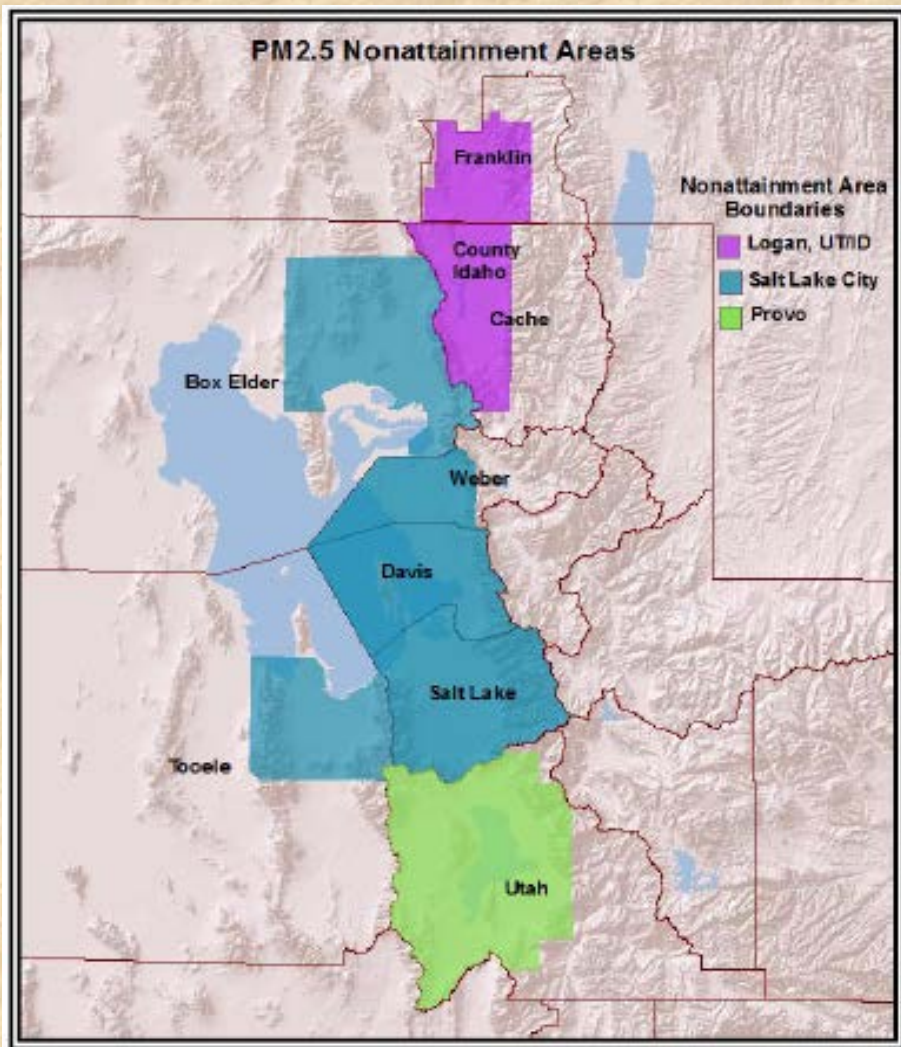 PM2.5 Nonattainment Areas
Franklin
Nonattainment Area
Boundaries
Logan, UT/ID
Salt Lake City
Provo
County
Idaho
Cache
Box Elder
Weber
Davis
Salt Lake
Tooele
Utah